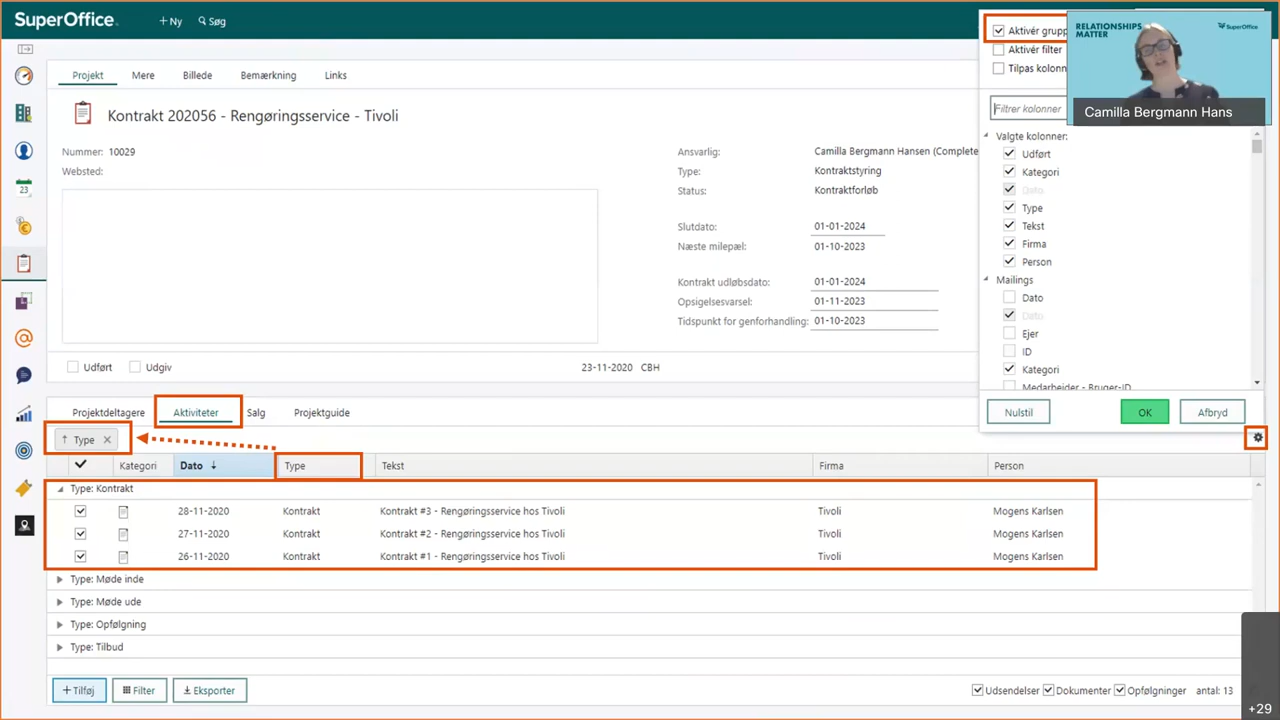 SuperOffice
+ Ny
Søg
Aktivér grupp
Aktivér filter
Tilpas kolonn
RELATIONSHIPS MATTER
SuperOffice
Camilla Bergmann Hans
Filtrer kolonner
Projekt
Mere
Billede
Bemærkning
Links
Kontrakt 202056 - Rengøringsservice - Tivoli
Nummer: 10029
Websted:
Ansvarlig: Camilla Bergmann Hansen (Complete
Type: Kontraktstyring
Status: Kontraktforløb
Slutdato: 01-01-2024
Næste milepæl: 01-10-2023
Kontrakt udløbsdato: 01-01-2024
Opsigelsesvarsel: 01-11-2023
Tidspunkt for genforhandling: 01-10-2023
Valgte kolonner:
Udført
Kategori
Dato
Type
Tekst
Firma
Person
Mailings
Dato
Dato
Ejer
ID
Kategori
Medarbejder - Bruger-ID
Nulstil
OK
Afbryd
23
Udført
Udgiv
23-11-2020 CBH
Projektdeltagere
Aktiviteter
Salg
Projektguide
↑ Type ×
Kategori Dato ↓ Type Tekst Firma Person
Type: Kontrakt
28-11-2020 Kontrakt Kontrakt #3 - Rengøringsservice hos Tivoli Tivoli Mogens Karlsen
27-11-2020 Kontrakt Kontrakt #2 - Rengøringsservice hos Tivoli Tivoli Mogens Karlsen
26-11-2020 Kontrakt Kontrakt #1 - Rengøringsservice hos Tivoli Tivoli Mogens Karlsen
Type: Møde inde
Type: Møde ude
Type: Opfølgning
Type: Tilbud
+ Tilføj
Filter
Eksporter
Udsendelser
Dokumenter
Opfølgninger
antal: 13
+29